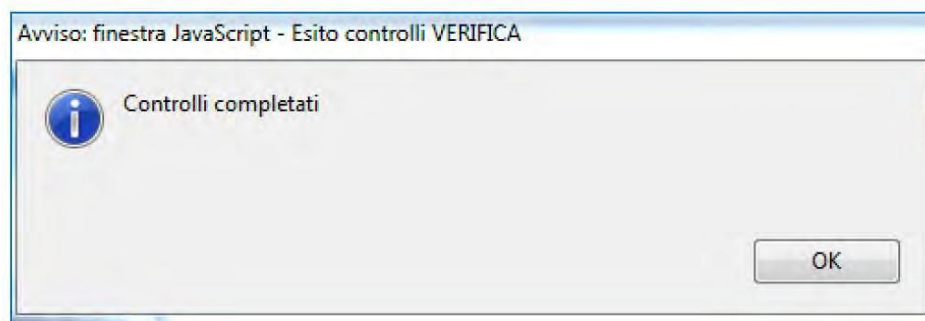 Avviso: finestra JavaScript - Esito controlli VERIFICA
Controlli completati
OK